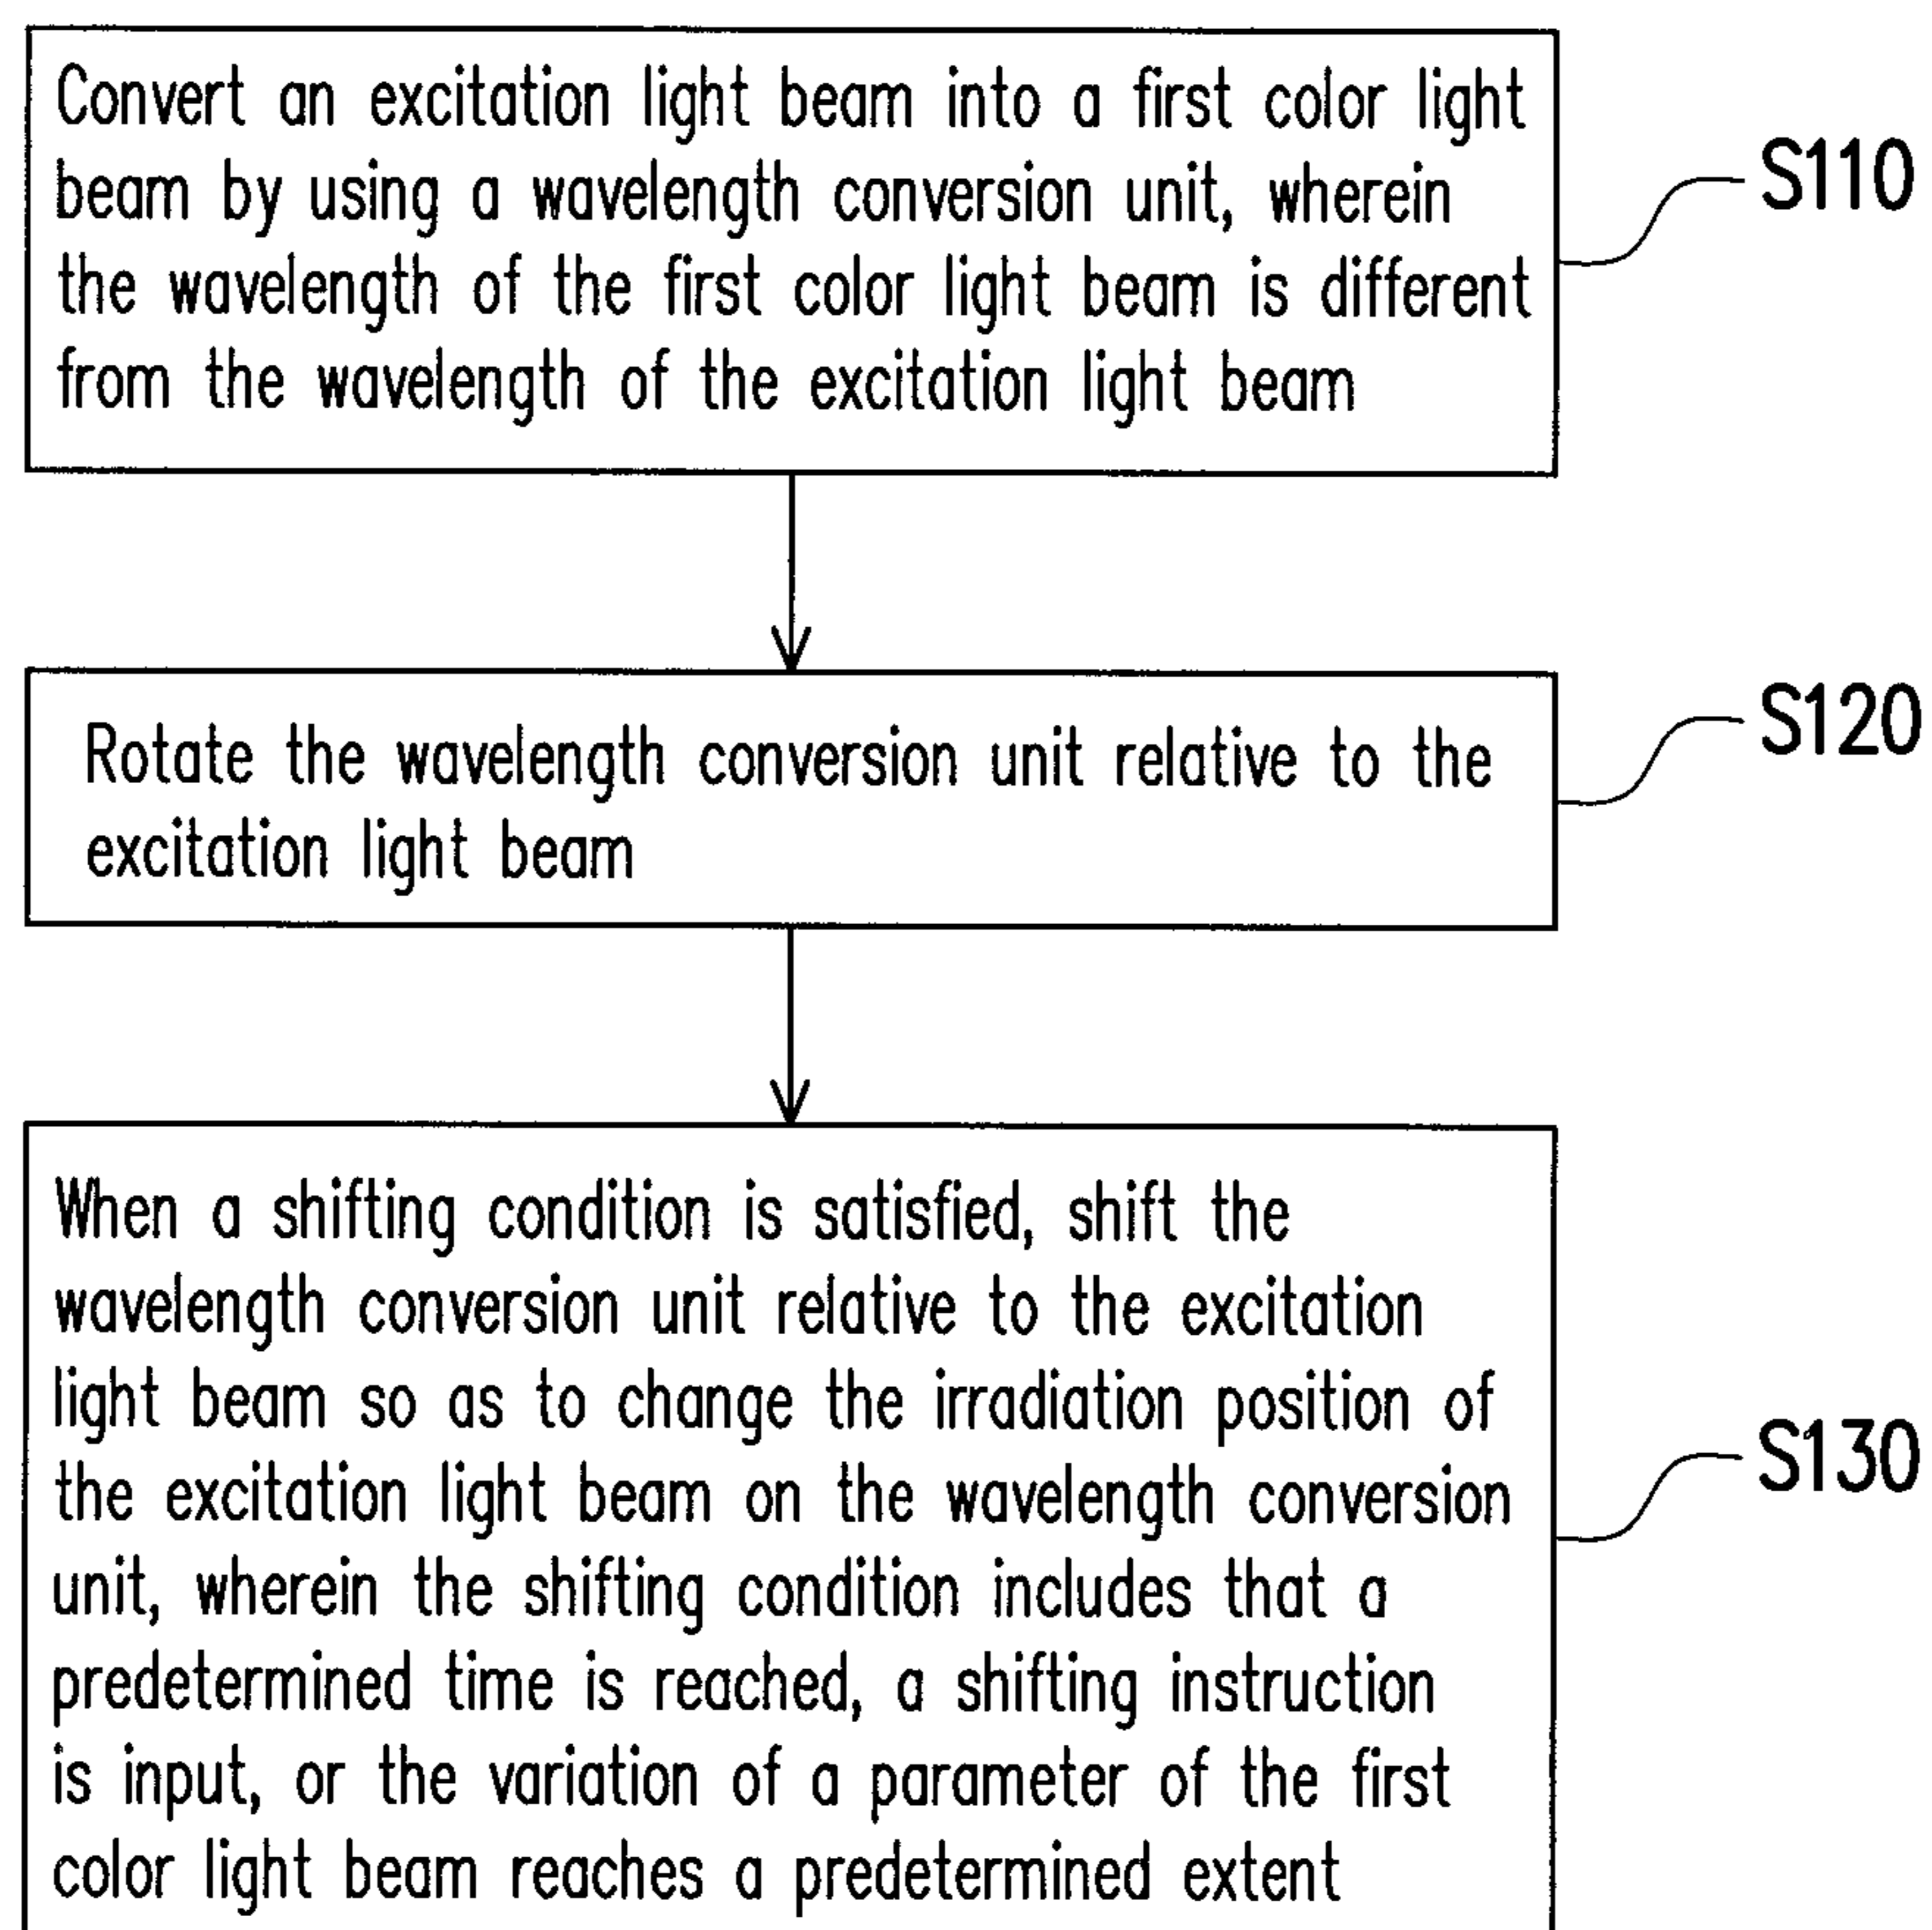 Convert an excitation light beam into a first color light
beam by using a wavelength conversion unit, wherein
the wavelength of the first color light beam is different
from the wavelength of the excitation light beam
S110
Rotate the wavelength conversion unit relative to the
excitation light beam
S120
When a shifting condition is satisfied, shift the
wavelength conversion unit relative to the excitation
light beam so as to change the irradiation position of
the excitation light beam on the wavelength conversion
unit, wherein the shifting condition includes that a
predetermined time is reached, a shifting instruction
is input, or the variation of a parameter of the first
color light beam reaches a predetermined extent
S130